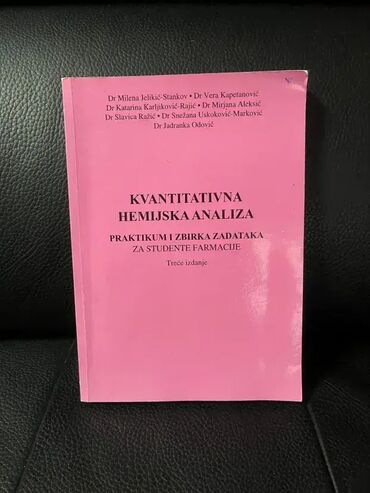 Dr Milena Jelikić-Stankov • Dr Vera Kapetanović
Dr Katarina Karljiković-Rajić • Dr Mirjana Aleksić
Dr Slavica Ražić • Dr Snežana Uskoković-Marković
Dr Jadranka Odović
KVANTITATIVNA
HEMIJSKA ANALIZA
PRAKTIKUM I ZBIRKA ZADATAKA
ZA STUDENTE FARMACIJE
Treće izdanje